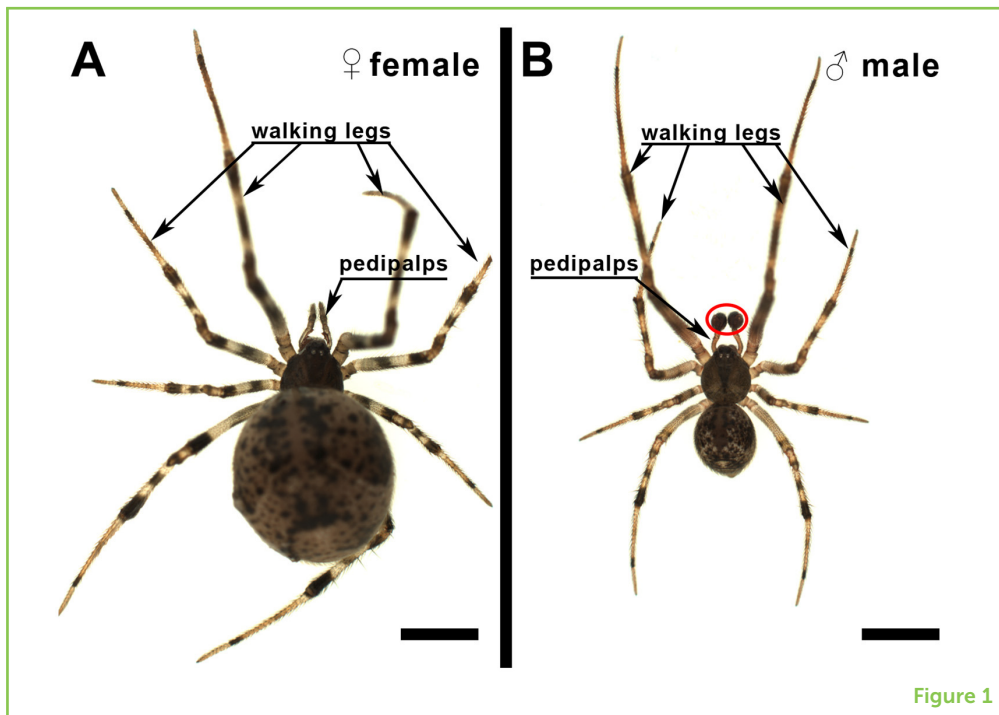 A
♀ female
walking legs
pedipalps
B
♂ male
walking legs
pedipalps
Figure 1